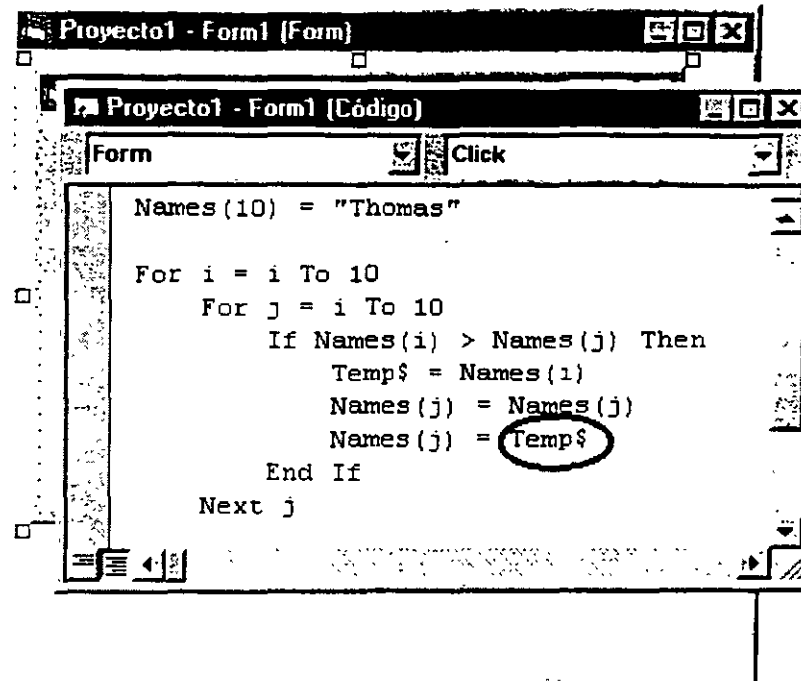 Proyecto1 - Form1 (Form)
Proyecto1 - Form1 (Código)
Form
Click
Names(10) = "Thomas"
For i = i To 10
For j = i To 10
If Names(i) > Names(j) Then
Temp$ = Names(i)
Names(j) = Names(j)
Names(j) = Temp$
End If
Next j